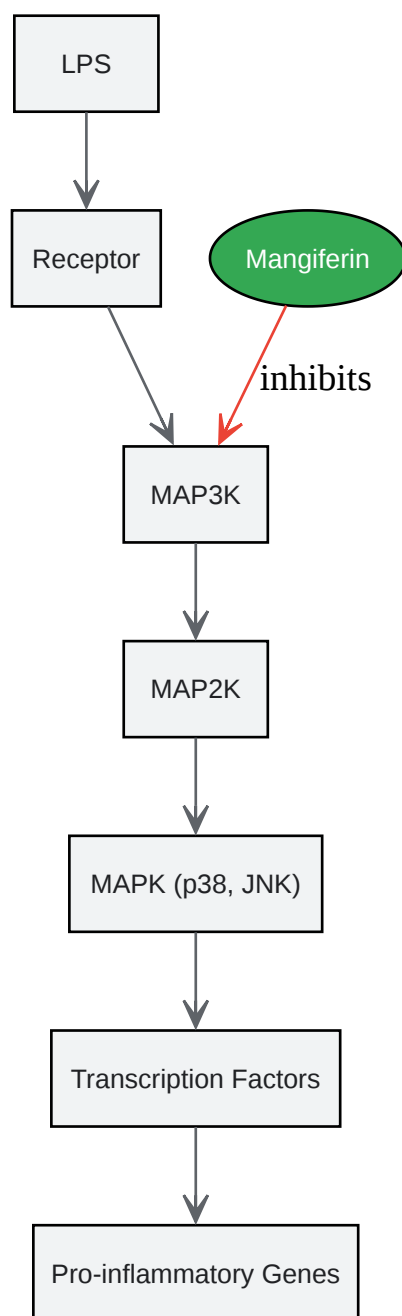 LPS
Receptor
Mangiferin
inhibits
MAP3K
MAP2K
MAPK (p38, JNK)
Transcription Factors
Pro-inflammatory Genes